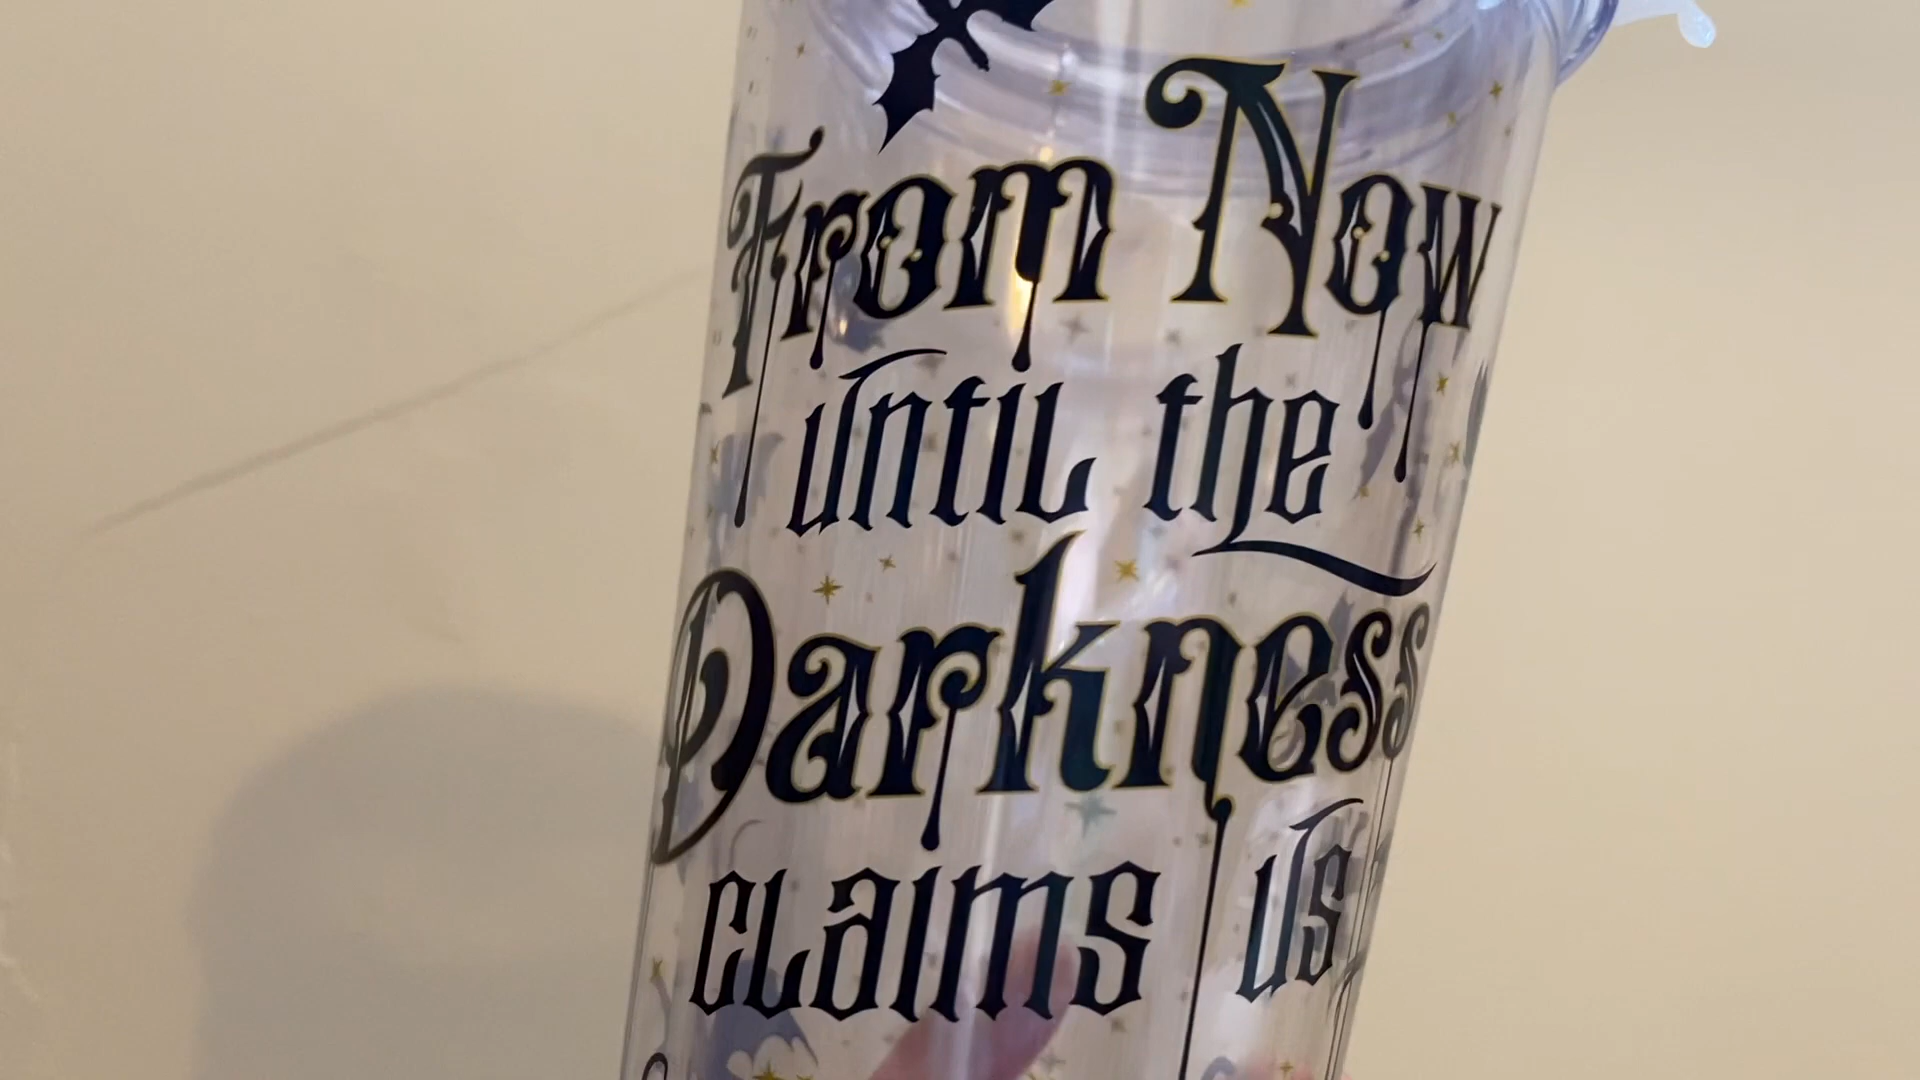 From Now
until the
Darkness
claims us